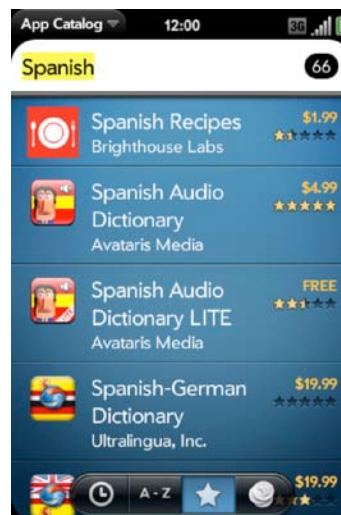 App Catalog 12:00 3G
Spanish 66
Spanish Recipes $1.99
Brighthouse Labs
Spanish Audio $4.99
Dictionary
Avataris Media
Spanish Audio FREE
Dictionary LITE
Avataris Media
Spanish-German $19.99
Dictionary
Ultralingua, Inc.
$19.99
A-Z